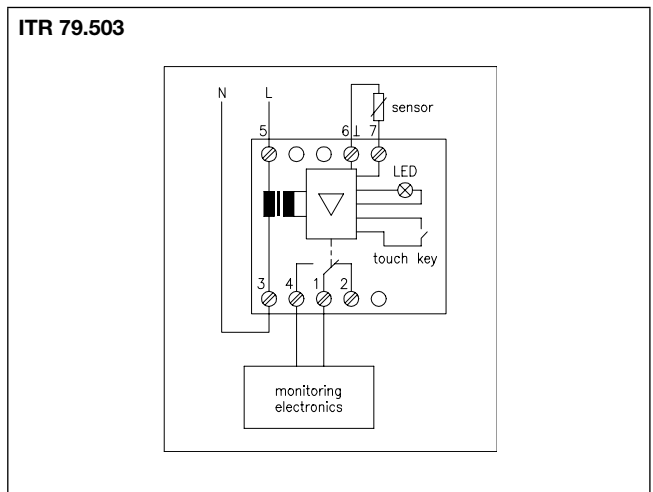 ITR 79.503
N L
5 6 ⊥ 7
sensor
LED
touch key
3 4 1 2
monitoring
electronics